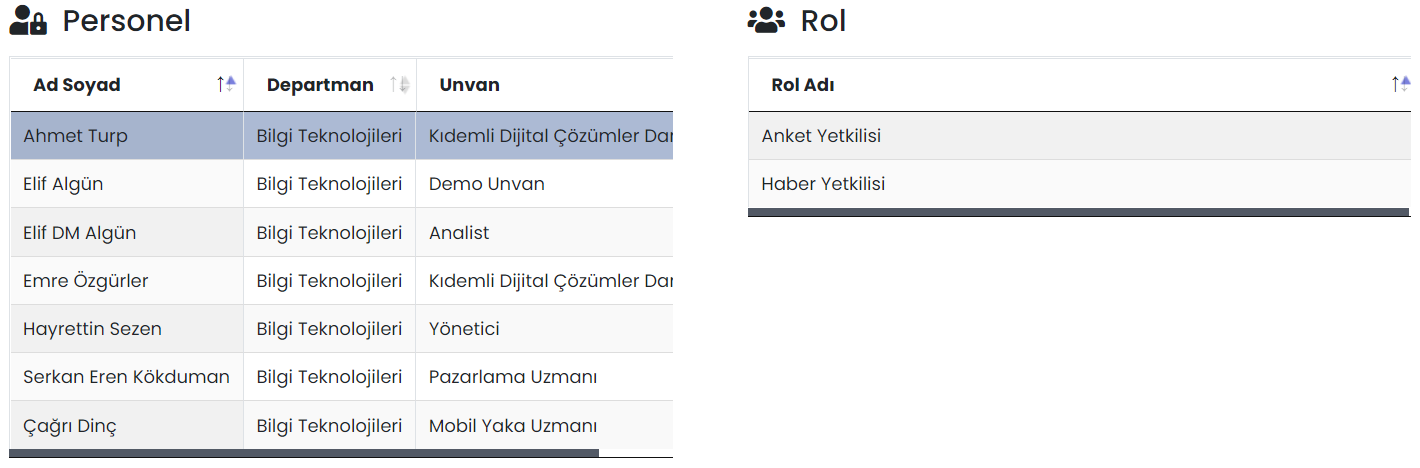 Personel
Ad Soyad Departman Unvan
Ahmet Turp Bilgi Teknolojileri Kıdemli Dijital Çözümler Dan
Elif Algün Bilgi Teknolojileri Demo Unvan
Elif DM Algün Bilgi Teknolojileri Analist
Emre Özgürler Bilgi Teknolojileri Kıdemli Dijital Çözümler Dan
Hayrettin Sezen Bilgi Teknolojileri Yönetici
Serkan Eren Kökduman Bilgi Teknolojileri Pazarlama Uzmanı
Çağrı Dinç Bilgi Teknolojileri Mobil Yaka Uzmanı
Rol
Rol Adı
Anket Yetkilisi
Haber Yetkilisi